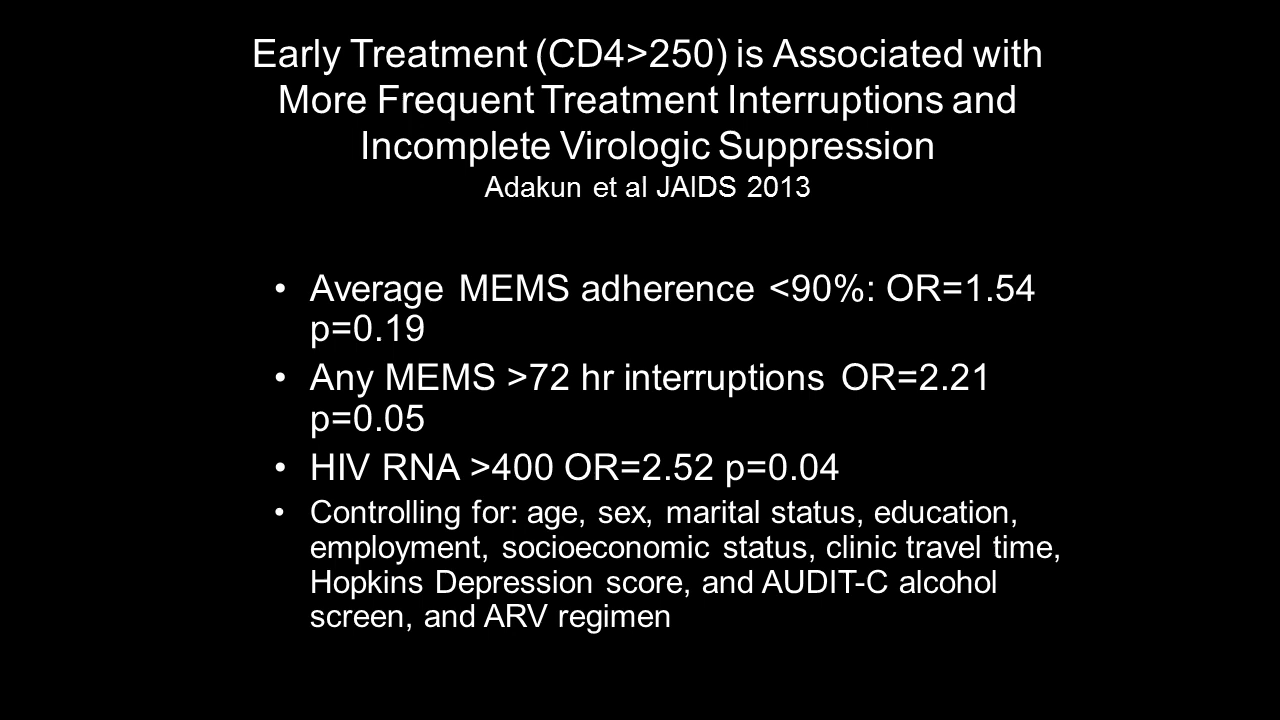 Early Treatment (CD4>250) is Associated with
More Frequent Treatment Interruptions and
Incomplete Virologic Suppression
Adakun et al JAIDS 2013
• Average MEMS adherence <90%: OR=1.54
p=0.19
• Any MEMS >72 hr interruptions OR=2.21
p=0.05
• HIV RNA >400 OR=2.52 p=0.04
• Controlling for: age, sex, marital status, education,
employment, socioeconomic status, clinic travel time,
Hopkins Depression score, and AUDIT-C alcohol
screen, and ARV regimen